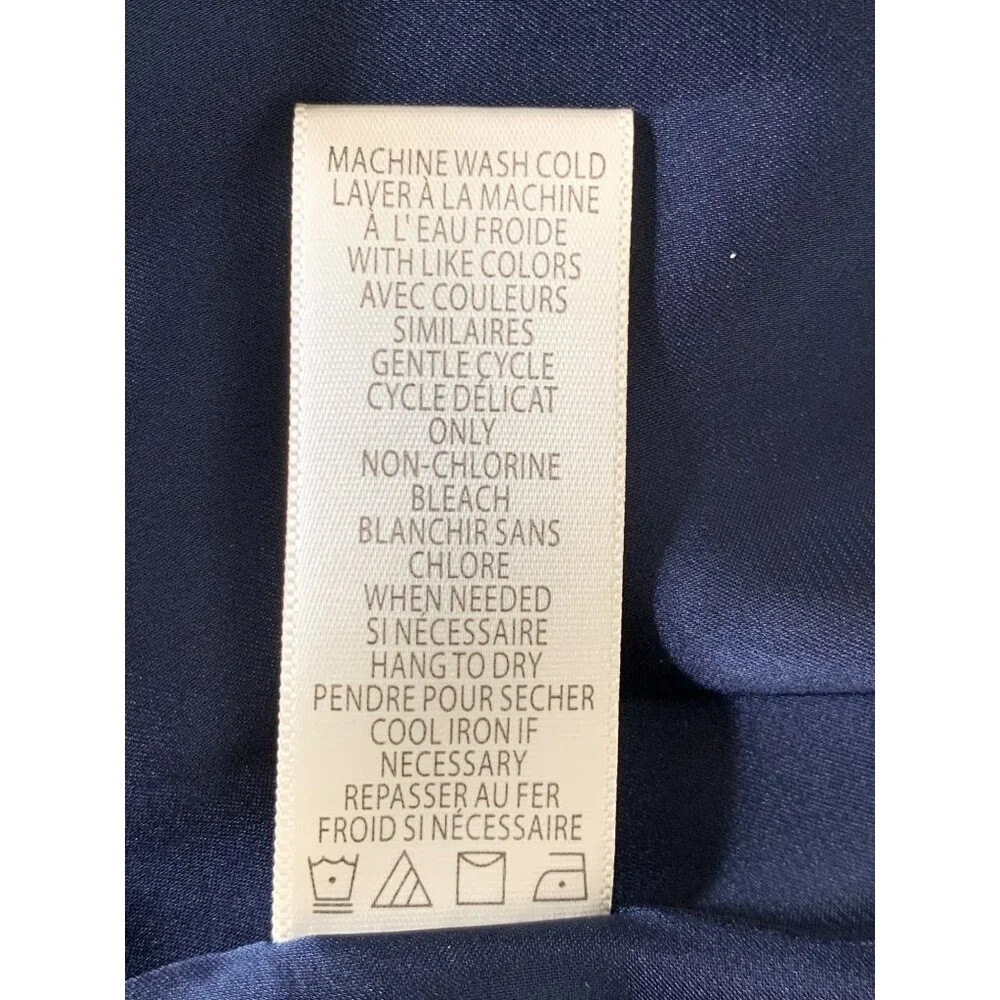 MACHINE WASH COLD
LAVER À LA MACHINE
À L'EAU FROIDE
WITH LIKE COLORS
AVEC COULEURS
SIMILAIRES
GENTLE CYCLE
CYCLE DÉLICAT
ONLY
NON-CHLORINE
BLEACH
BLANCHIR SANS
CHLORE
WHEN NEEDED
SI NÉCESSAIRE
HANG TO DRY
PENDRE POUR SECHER
COOL IRON IF
NECESSARY
REPASSER AU FER
FROID SI NÉCESSAIRE